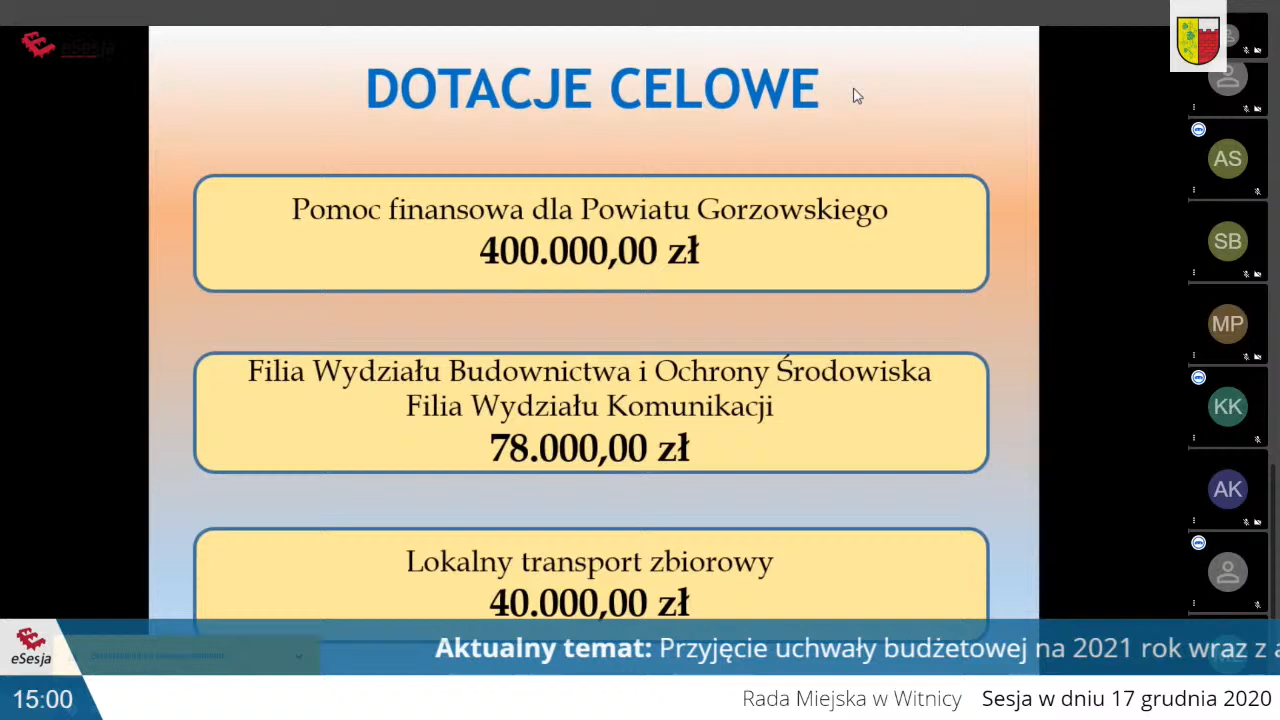 eSesja
DOTACJE CELOWE
Pomoc finansowa dla Powiatu Gorzowskiego
400.000,00 zł
Filia Wydziału Budownictwa i Ochrony Środowiska
Filia Wydziału Komunikacji
78.000,00 zł
Lokalny transport zbiorowy
40.000,00 zł
AS
SB
MP
KK
AK
eSesja
Aktualny temat: Przyjęcie uchwały budżetowej na 2021 rok wraz z
15:00
Rada Miejska w Witnicy Sesja w dniu 17 grudnia 2020